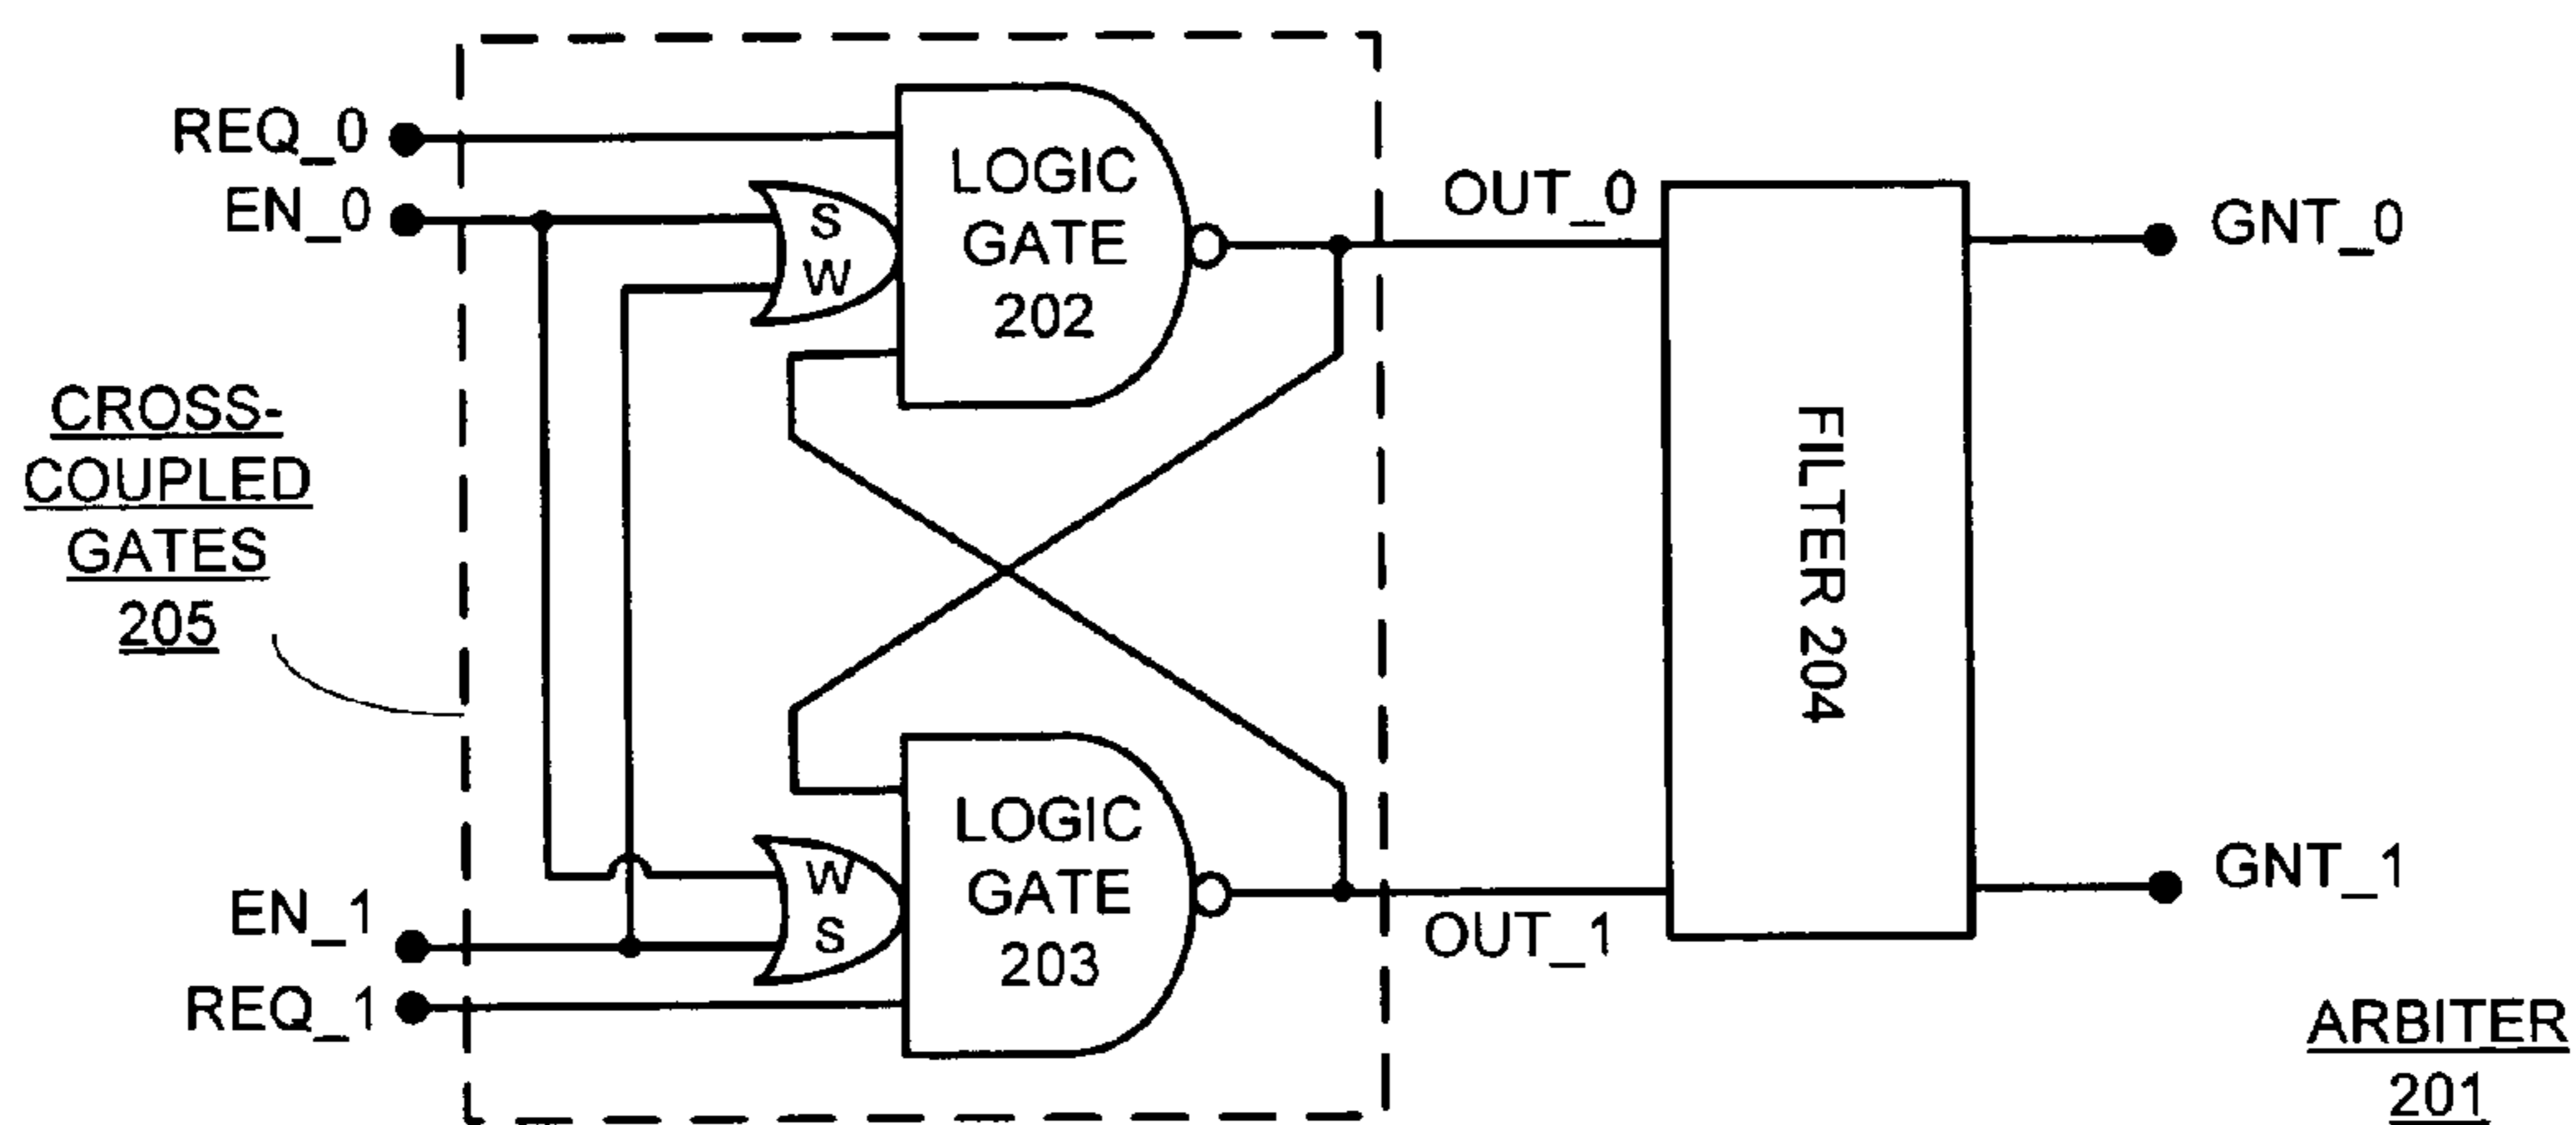 REQ_0
EN_0
S
W
LOGIC
GATE
202
OUT_0
GNT_0
CROSS-
COUPLED
GATES
205
FILTER 204
EN_1
REQ_1
W
S
LOGIC
GATE
203
OUT_1
GNT_1
ARBITER
201